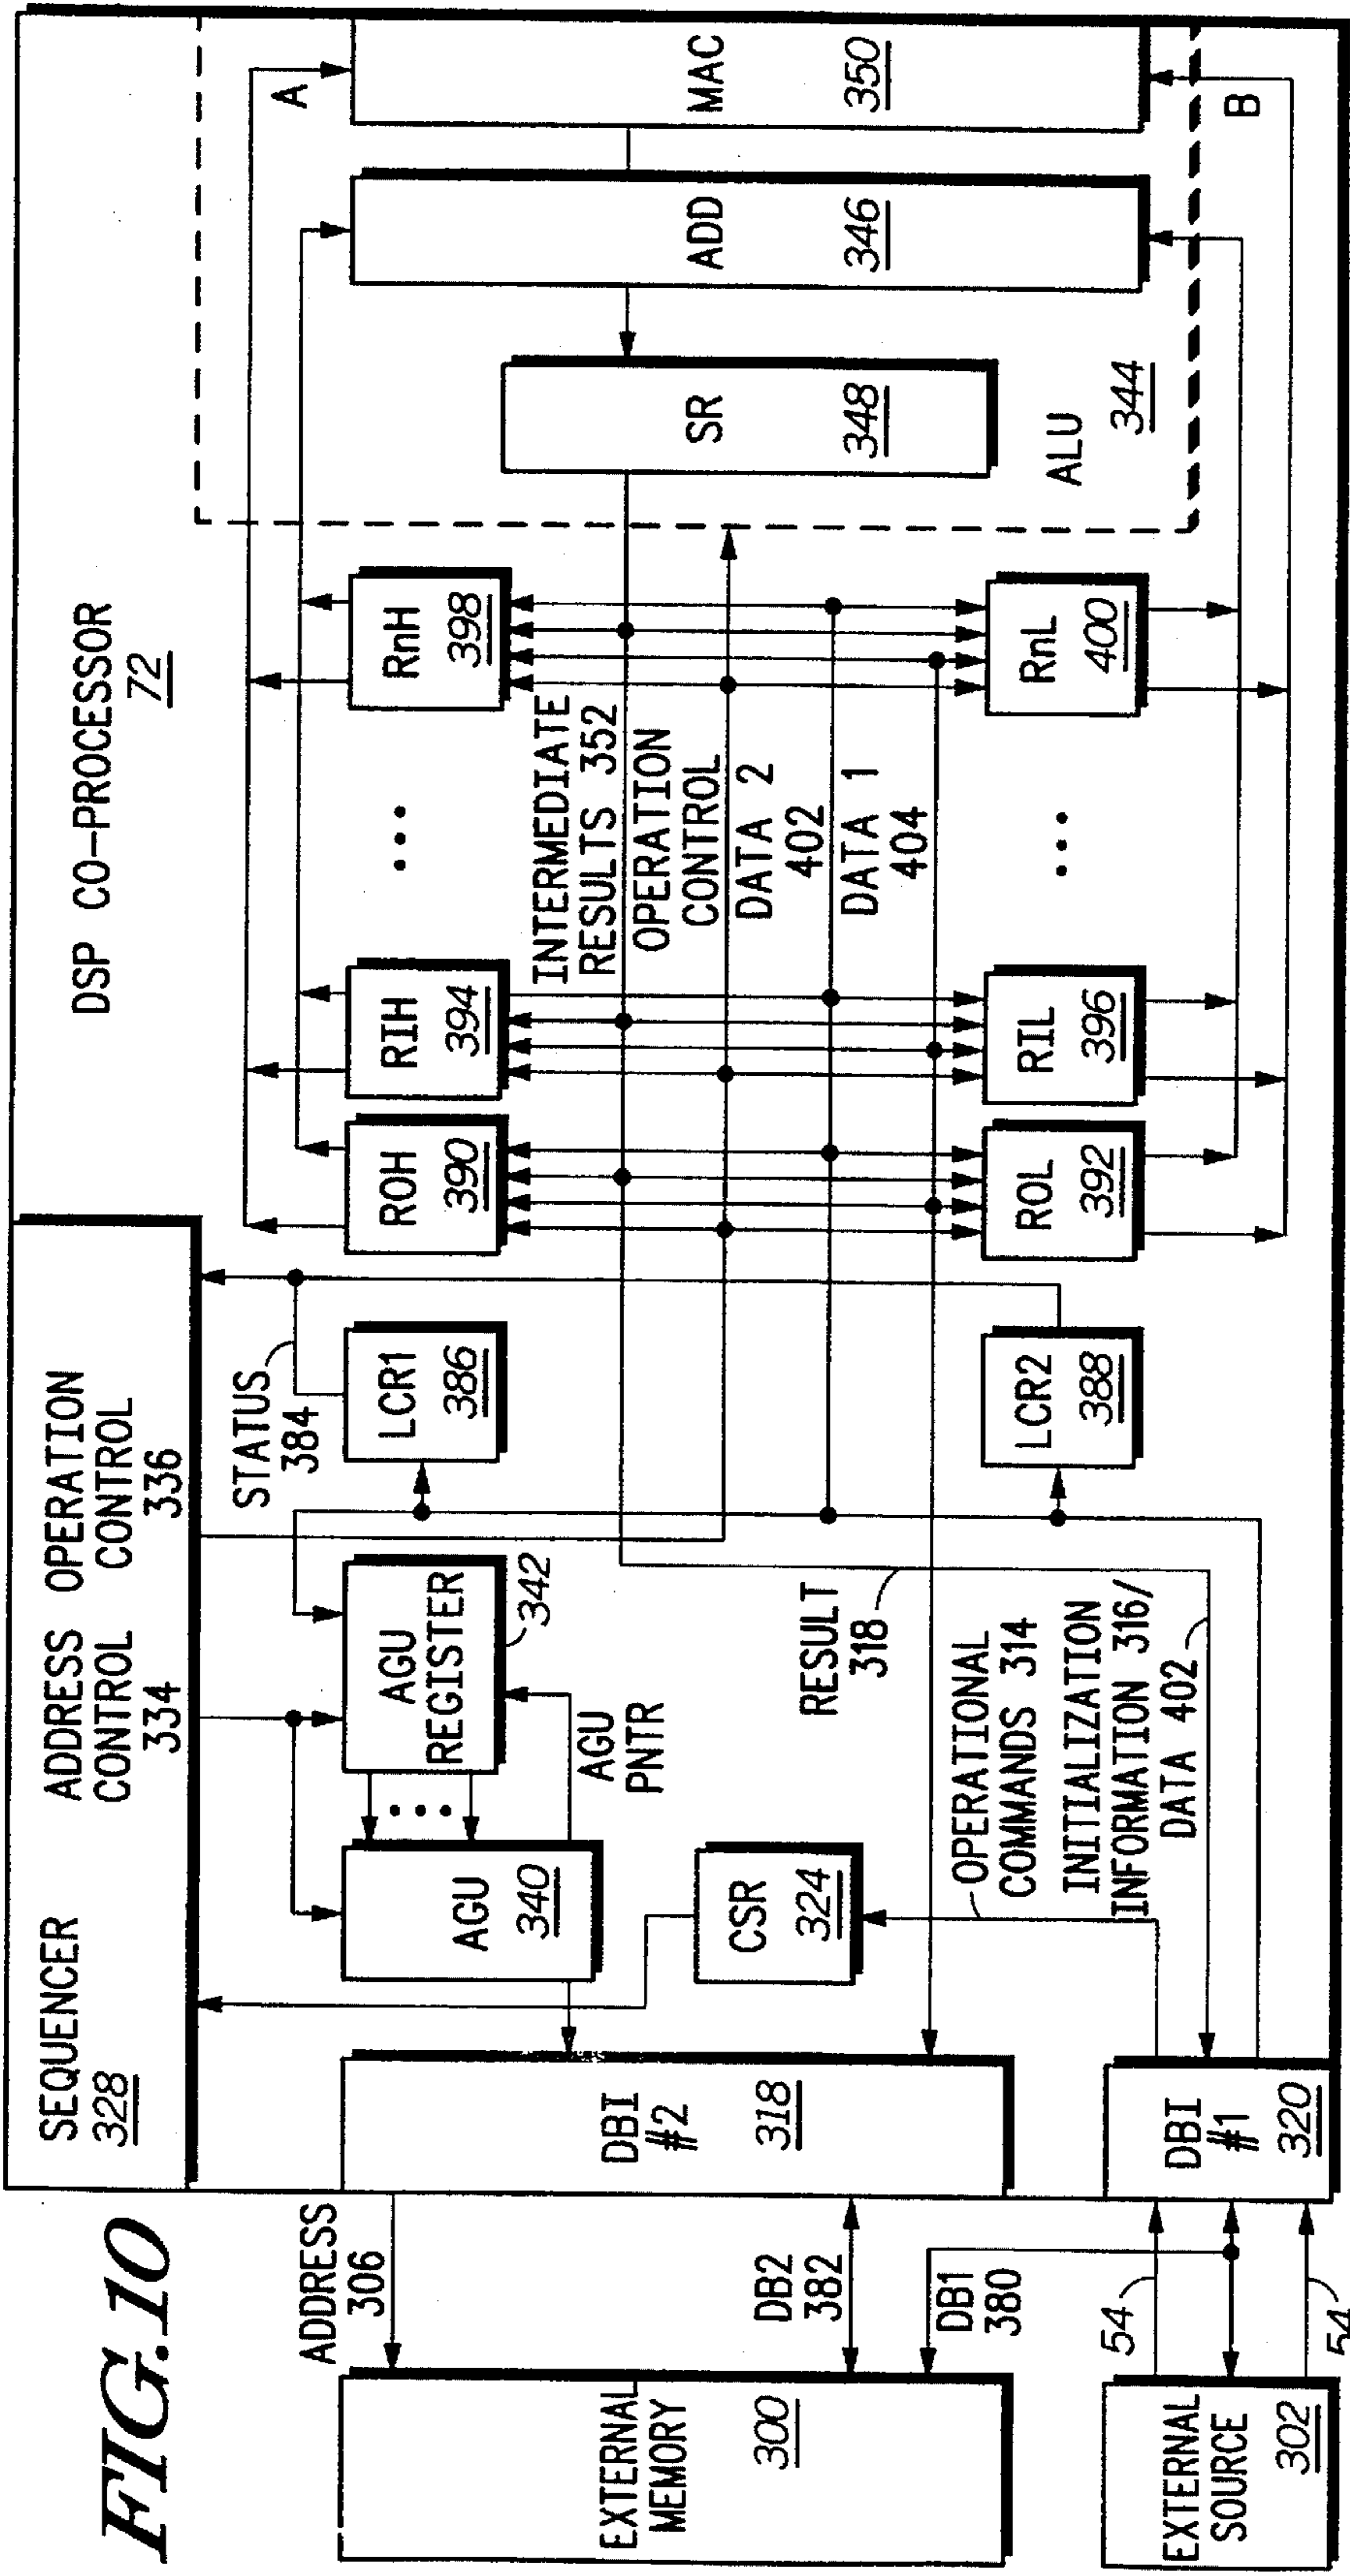 FIG.10
DSP CO-PROCESSOR
72
SEQUENCER
328
ADDRESS
CONTROL
334
OPERATION
CONTROL
336
ADDRESS
306
STATUS
384
EXTERNAL
MEMORY
300
DB2
382
DB1
380
EXTERNAL
SOURCE
302
54
54
DBI
#2
318
DBI
#1
320
AGU
340
AGU
REGISTER
342
AGU
PNTR
CSR
324
OPERATIONAL
COMMANDS 314
INITIALIZATION
INFORMATION 316/
DATA 402
RESULT
318
LCR1
386
LCR2
388
ROH
390
RIH
394
RnH
398
INTERMEDIATE
RESULTS 352
OPERATION
CONTROL
DATA 2
402
DATA 1
404
ROL
392
RIL
396
RnL
400
SR
348
ADD
346
MAC
350
ALU
344
A
B